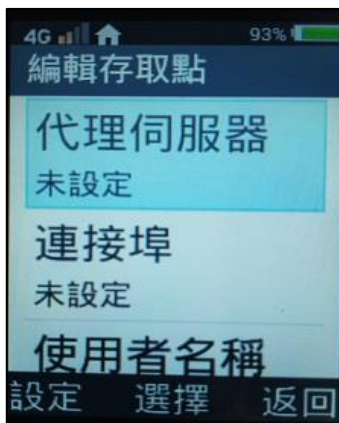 4G 93%
編輯存取點
代理伺服器
未設定
連接埠
未設定
使用者名稱
設定 選擇 返回